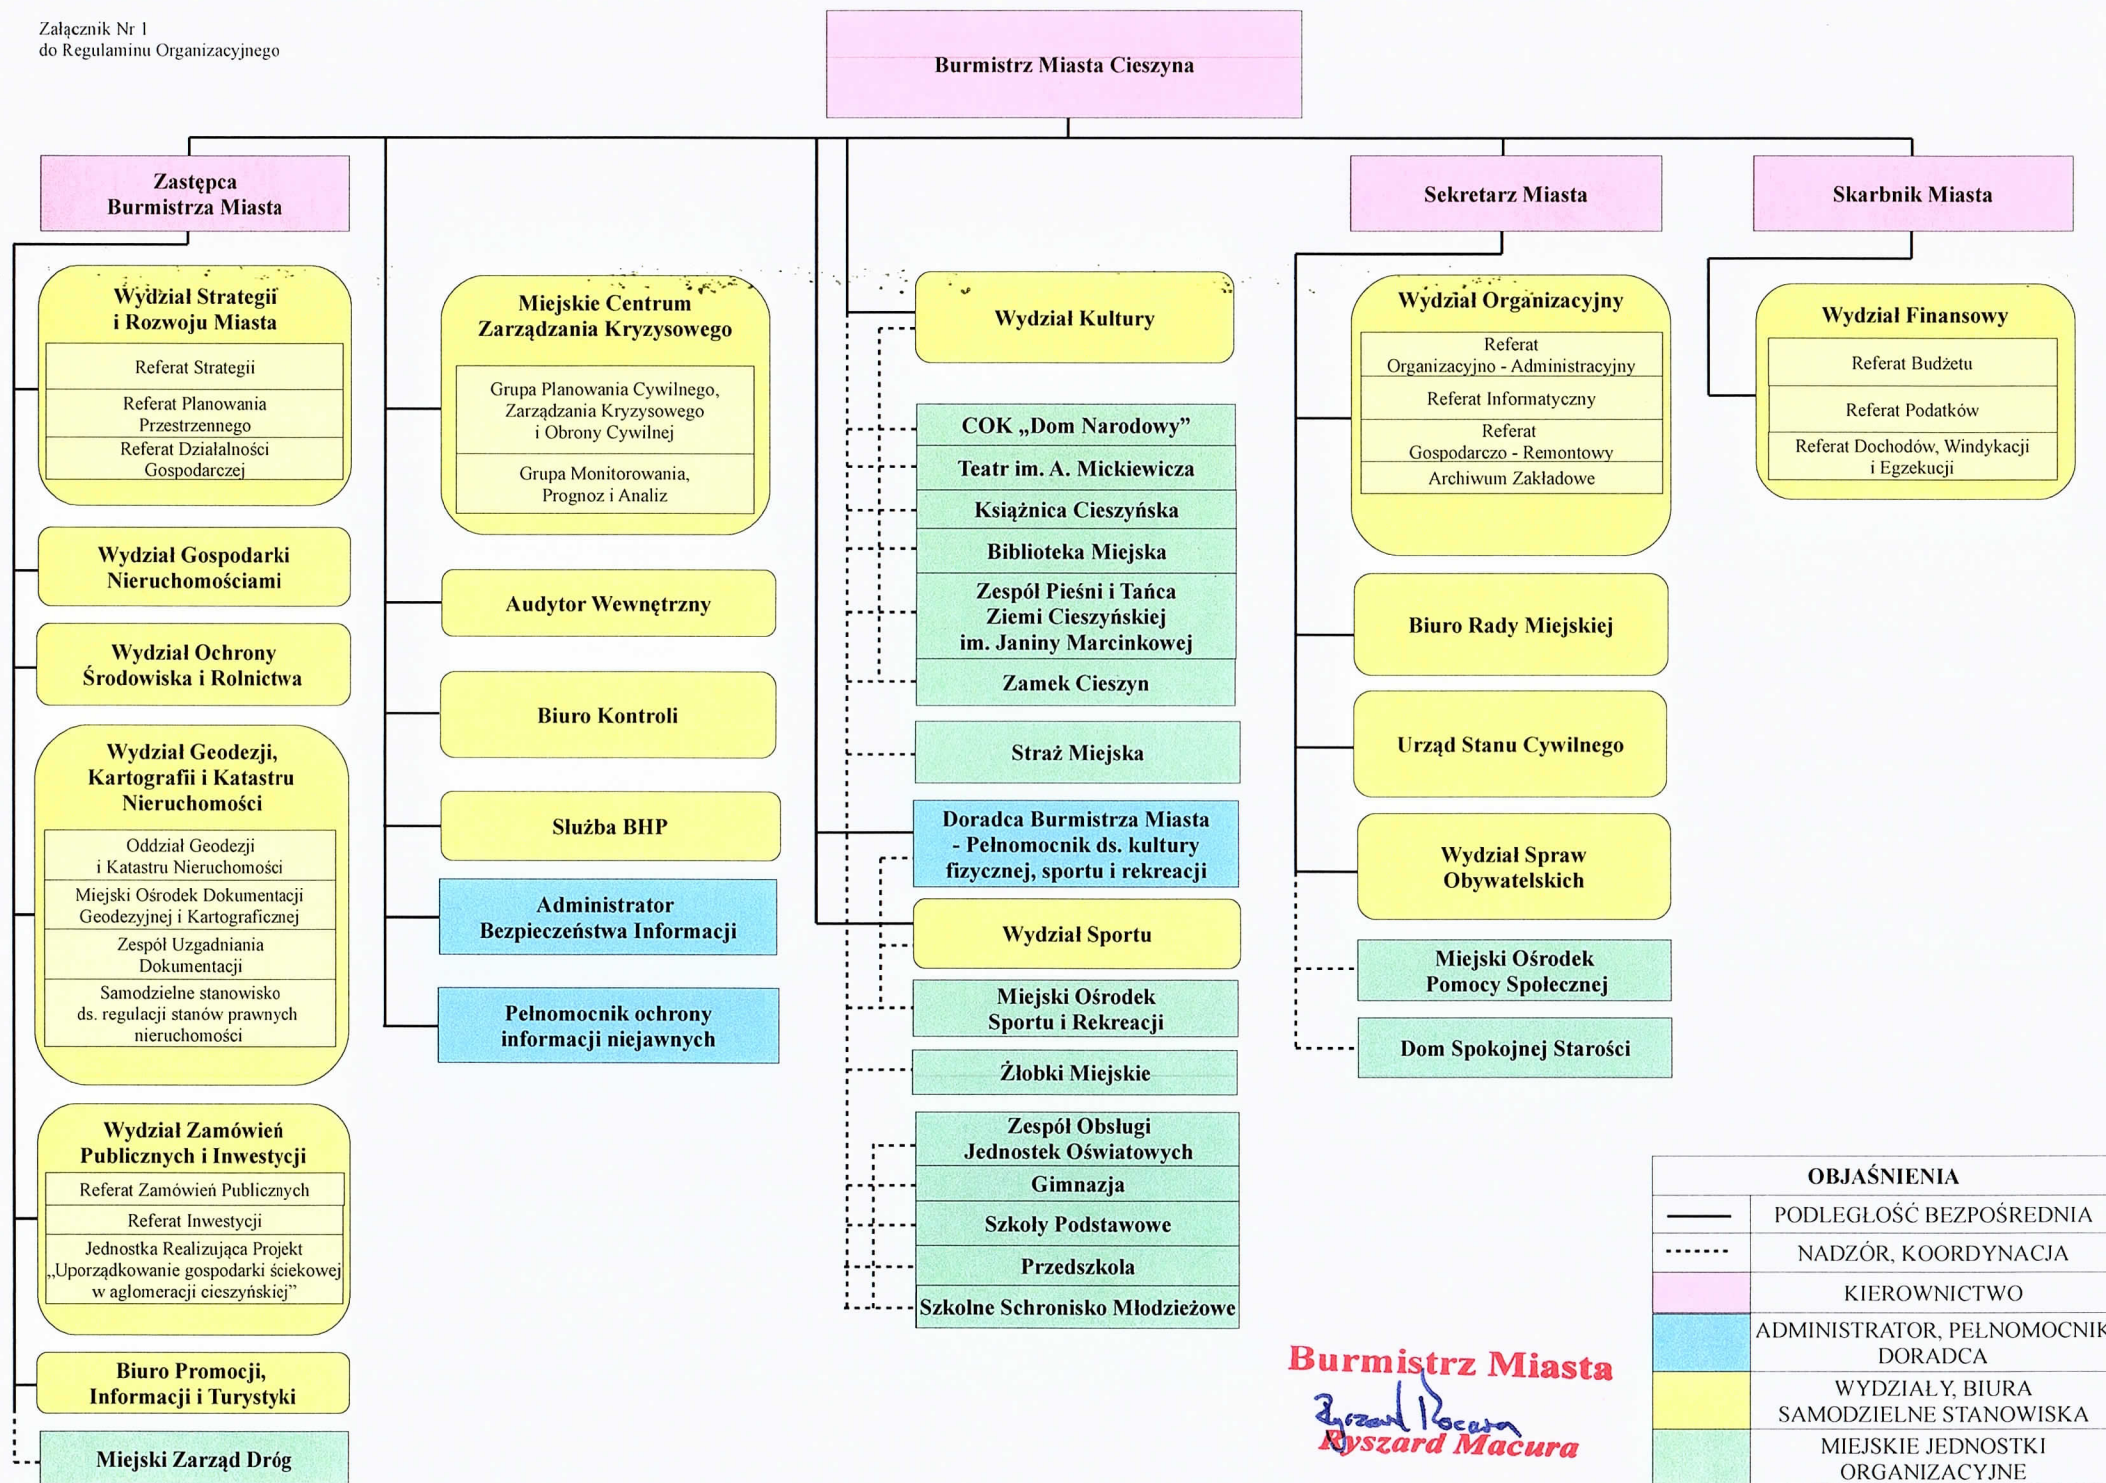 Załącznik Nr 1
do Regulaminu Organizacyjnego
Burmistrz Miasta Cieszyna
Zastępca
Burmistrza Miasta
Sekretarz Miasta
Skarbnik Miasta
Wydział Strategii
i Rozwoju Miasta
Referat Strategii
Referat Planowania
Przestrzennego
Referat Działalności
Gospodarczej
Wydział Gospodarki
Nieruchomościami
Wydział Ochrony
Środowiska i Rolnictwa
Wydział Geodezji,
Kartografii i Katastru
Nieruchomości
Oddział Geodezji
i Katastru Nieruchomości
Miejski Ośrodek Dokumentacji
Geodezyjnej i Kartograficznej
Zespół Uzgadniania
Dokumentacji
Samodzielne stanowisko
ds. regulacji stanów prawnych
nieruchomości
Wydział Zamówień
Publicznych i Inwestycji
Referat Zamówień Publicznych
Referat Inwestycji
Jednostka Realizująca Projekt
„Uporządkowanie gospodarki ściekowej
w aglomeracji cieszyńskiej”
Biuro Promocji,
Informacji i Turystyki
Miejski Zarząd Dróg
Miejskie Centrum
Zarządzania Kryzysowego
Grupa Planowania Cywilnego,
Zarządzania Kryzysowego
i Obrony Cywilnej
Grupa Monitorowania,
Prognoz i Analiz
Audytor Wewnętrzny
Biuro Kontroli
Służba BHP
Administrator
Bezpieczeństwa Informacji
Pełnomocnik ochrony
informacji niejawnych
Wydział Kultury
COK „Dom Narodowy”
Teatr im. A. Mickiewicza
Książnica Cieszyńska
Biblioteka Miejska
Zespół Pieśni i Tańca
Ziemi Cieszyńskiej
im. Janiny Marcinkowej
Zamek Cieszyn
Straż Miejska
Doradca Burmistrza Miasta
- Pełnomocnik ds. kultury
fizycznej, sportu i rekreacji
Wydział Sportu
Miejski Ośrodek
Sportu i Rekreacji
Żłobki Miejskie
Zespół Obsługi
Jednostek Oświatowych
Gimnazja
Szkoły Podstawowe
Przedszkola
Szkolne Schronisko Młodzieżowe
Wydział Organizacyjny
Referat
Organizacyjno - Administracyjny
Referat Informatyczny
Referat
Gospodarczo - Remontowy
Archiwum Zakładowe
Biuro Rady Miejskiej
Urząd Stanu Cywilnego
Wydział Spraw
Obywatelskich
Miejski Ośrodek
Pomocy Społecznej
Dom Spokojnej Starości
Wydział Finansowy
Referat Budżetu
Referat Podatków
Referat Dochodów, Windykacji
i Egzekucji
Burmistrz Miasta
Ryszard Macura
Ryszard Macura
OBJAŚNIENIA
PODLEGŁOŚĆ BEZPOŚREDNIA
NADZÓR, KOORDYNACJA
KIEROWNICTWO
ADMINISTRATOR, PEŁNOMOCNIK
DORADCA
WYDZIAŁY, BIURA
SAMODZIELNE STANOWISKA
MIEJSKIE JEDNOSTKI
ORGANIZACYJNE